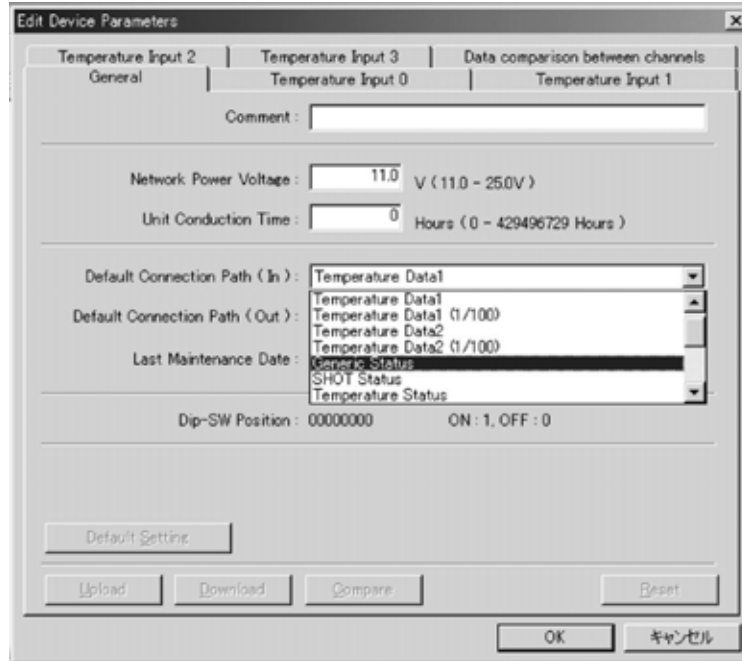 Edit Device Parameters
Temperature Input 2
Temperature Input 3
Data comparison between channels
General
Temperature Input 0
Temperature Input 1
Comment :
Network Power Voltage : 11.0 V ( 11.0 - 25.0V )
Unit Conduction Time : 0 Hours ( 0 - 429496729 Hours )
Default Connection Path ( In ) : Temperature Data1
Default Connection Path ( Out ) :
Last Maintenance Date :
Temperature Data1
Temperature Data1 (1/100)
Temperature Data2
Temperature Data2 (1/100)
Generic Status
SHOT Status
Temperature Status
Dip-SW Position : 00000000 ON : 1, OFF : 0
Default Setting
Upload
Download
Compare
Reset
OK
キャンセル